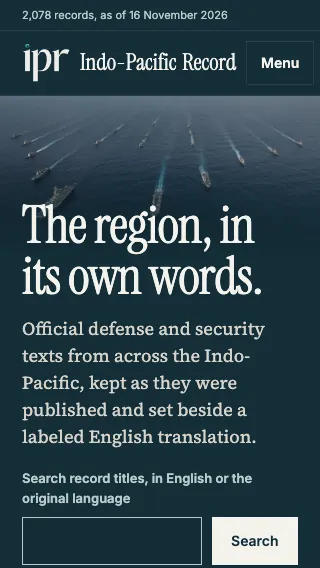 2,078 records, as of 16 November 2026
ipr Indo-Pacific Record Menu
The region, in
its own words.
Official defense and security
texts from across the Indo-
Pacific, kept as they were
published and set beside a
labeled English translation.
Search record titles, in English or the
original language
Search